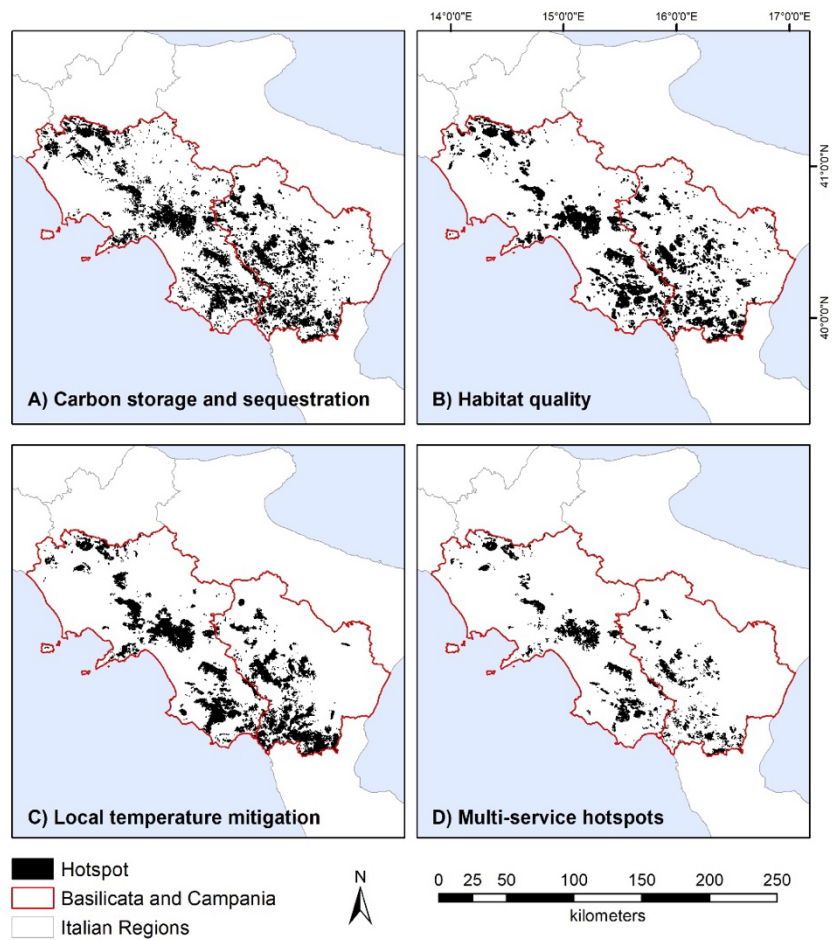 14°0'0"E 15°0'0"E 16°0'0"E 17°0'0"E
41°0'0"N
40°0'0"N
A) Carbon storage and sequestration
B) Habitat quality
C) Local temperature mitigation
D) Multi-service hotspots
Hotspot
Basilicata and Campania
Italian Regions
N
0 25 50 100 150 200 250
kilometers